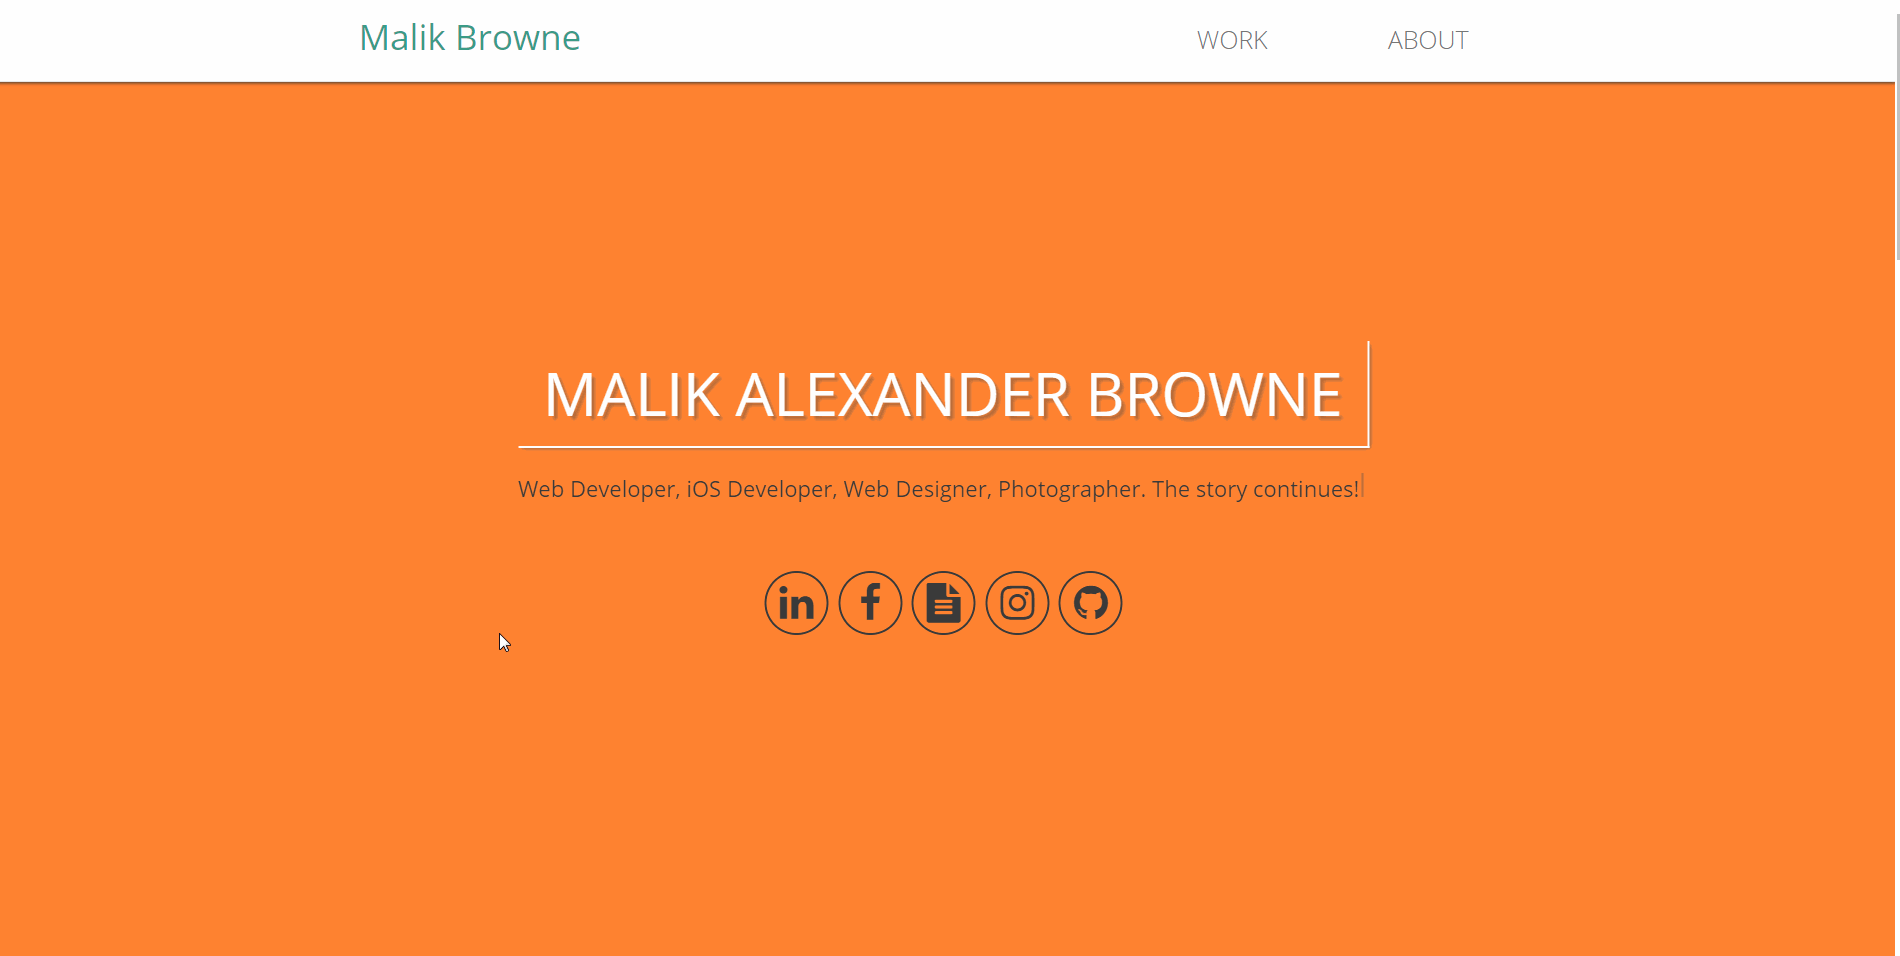 Malik Browne
WORK
ABOUT
MALIK ALEXANDER BROWNE
Web Developer, iOS Developer, Web Designer, Photographer. The story continues!
in
f